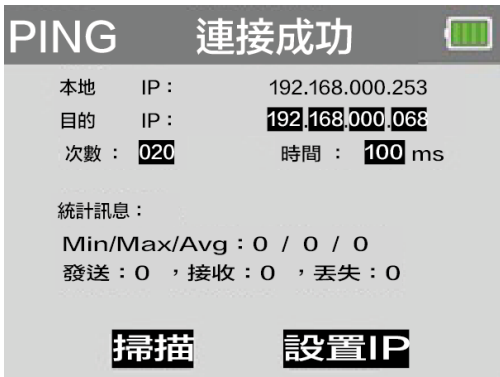 PING 連接成功
本地 IP： 192.168.000.253
目的 IP： 192.168.000.068
次數： 020 時間： 100 ms
統計訊息：
Min/Max/Avg：0 / 0 / 0
發送：0 ，接收：0 ，丟失：0
掃描 設置IP